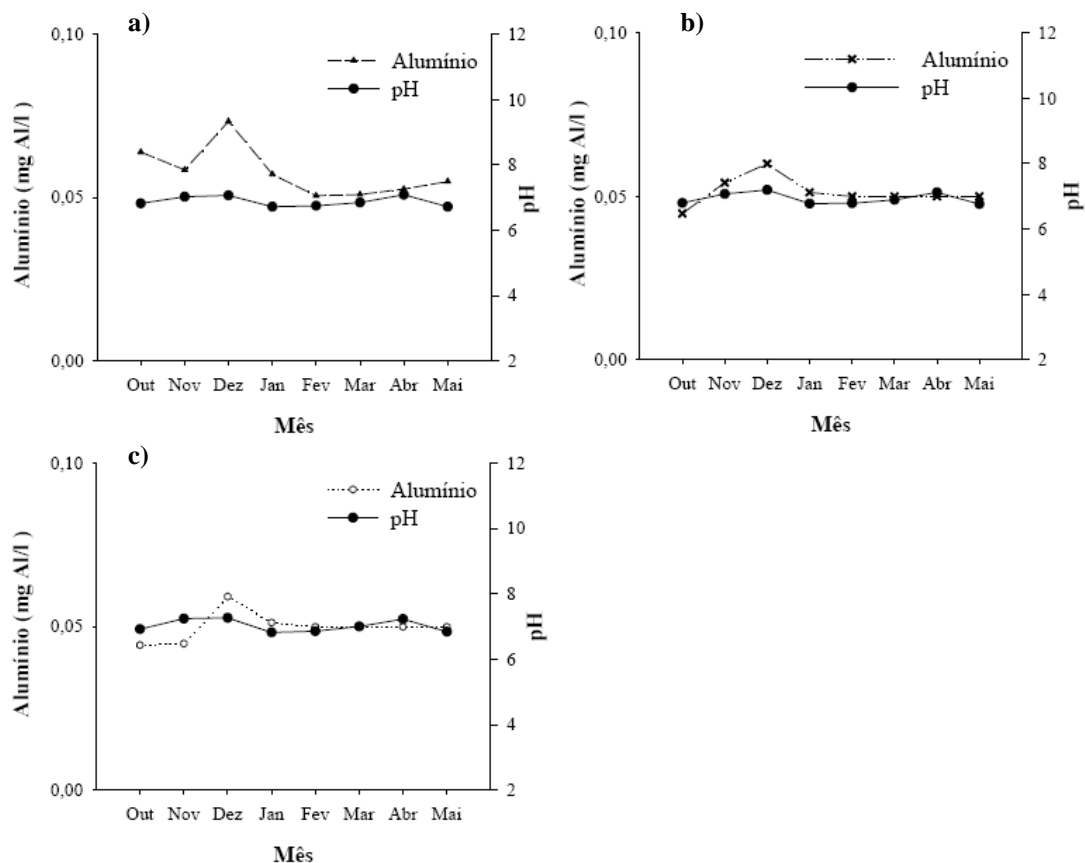 a)
0,10
0,05
0,00
Alumínio (mg Al/l )
12
10
8
6
4
2
pH
Alumínio
pH
Out Nov Dez Jan Fev Mar Abr Mai
Mês
b)
0,10
0,05
0,00
Alumínio (mg Al/l )
12
10
8
6
4
2
pH
Alumínio
pH
Out Nov Dez Jan Fev Mar Abr Mai
Mês
c)
0,10
0,05
0,00
Alumínio (mg Al/l )
12
10
8
6
4
2
pH
Alumínio
pH
Out Nov Dez Jan Fev Mar Abr Mai
Mês